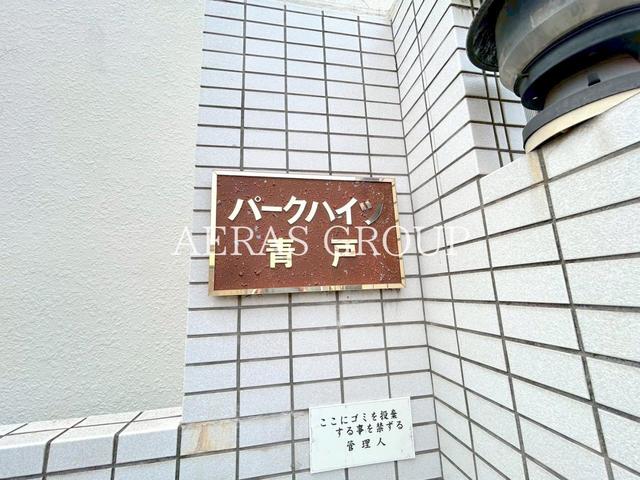 パークハイツ
青戸
AERAS GROUP
ここにゴミを投棄
する事を禁ずる
管理人